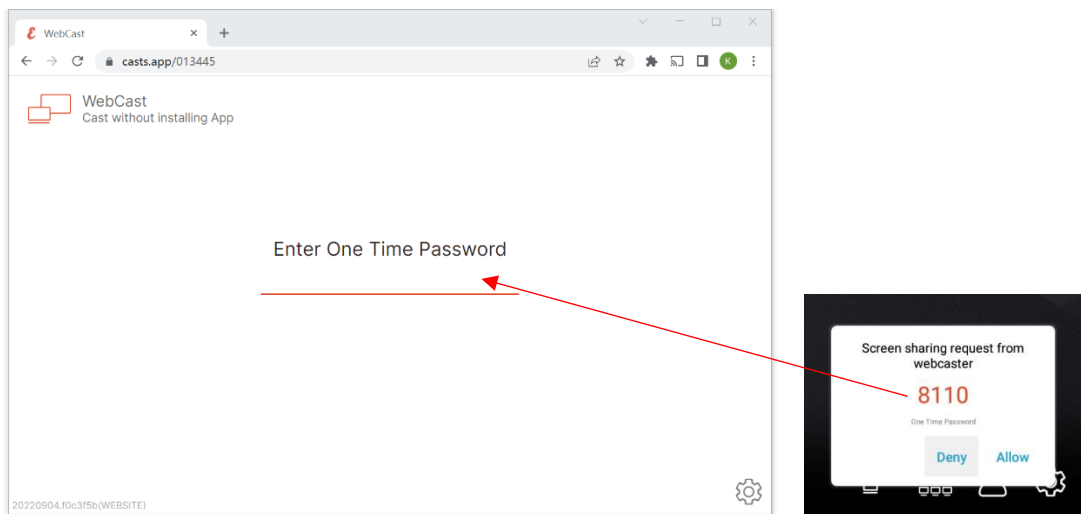 WebCast
casts.app/013445
K
WebCast
Cast without installing App
Enter One Time Password
20220904.f0c3f5b(WEBSITE)
Screen sharing request from
webcaster
8110
One Time Password
Deny Allow